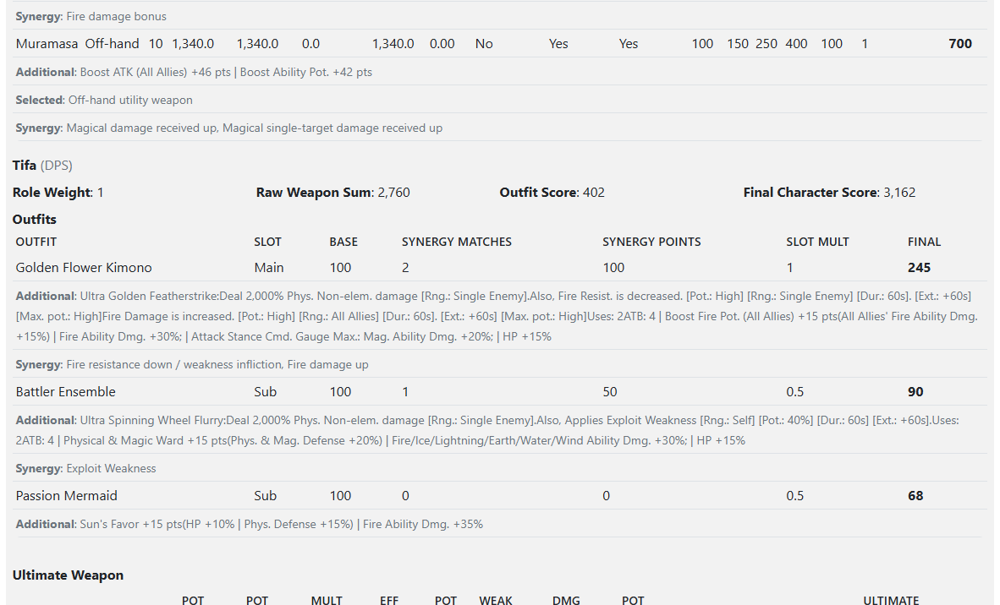 Synergy: Fire damage bonus
Muramasa Off-hand 10 1,340.0 1,340.0 0.0 1,340.0 0.00 No Yes Yes 100 150 250 400 100 1 700
Additional: Boost ATK (All Allies) +46 pts | Boost Ability Pot. +42 pts
Selected: Off-hand utility weapon
Synergy: Magical damage received up, Magical single-target damage received up
Tifa (DPS)
Role Weight: 1 Raw Weapon Sum: 2,760 Outfit Score: 402 Final Character Score: 3,162
Outfits
OUTFIT SLOT BASE SYNERGY MATCHES SYNERGY POINTS SLOT MULT FINAL
Golden Flower Kimono Main 100 2 100 1 245
Additional: Ultra Golden Featherstrike:Deal 2,000% Phys. Non-elem. damage [Rng.: Single Enemy].Also, Fire Resist. is decreased. [Pot.: High] [Rng.: Single Enemy] [Dur.: 60s]. [Ext.: +60s]
[Max. pot.: High]Fire Damage is increased. [Pot.: High] [Rng.: All Allies] [Dur.: 60s]. [Ext.: +60s] [Max. pot.: High]Uses: 2ATB: 4 | Boost Fire Pot. (All Allies) +15 pts(All Allies' Fire Ability Dmg.
+15%) | Fire Ability Dmg. +30%; | Attack Stance Cmd. Gauge Max.: Mag. Ability Dmg. +20%; | HP +15%
Synergy: Fire resistance down / weakness infliction, Fire damage up
Battler Ensemble Sub 100 1 50 0.5 90
Additional: Ultra Spinning Wheel Flurry:Deal 2,000% Phys. Non-elem. damage [Rng.: Single Enemy].Also, Applies Exploit Weakness [Rng.: Self] [Pot.: 40%] [Dur.: 60s] [Ext.: +60s].Uses:
2ATB: 4 | Physical & Magic Ward +15 pts(Phys. & Mag. Defense +20%) | Fire/Ice/Lightning/Earth/Water/Wind Ability Dmg. +30%; | HP +15%
Synergy: Exploit Weakness
Passion Mermaid Sub 100 0 0 0.5 68
Additional: Sun's Favor +15 pts(HP +10% | Phys. Defense +15%) | Fire Ability Dmg. +35%
Ultimate Weapon
POT POT MULT EFF POT WEAK DMG POT ULTIMATE